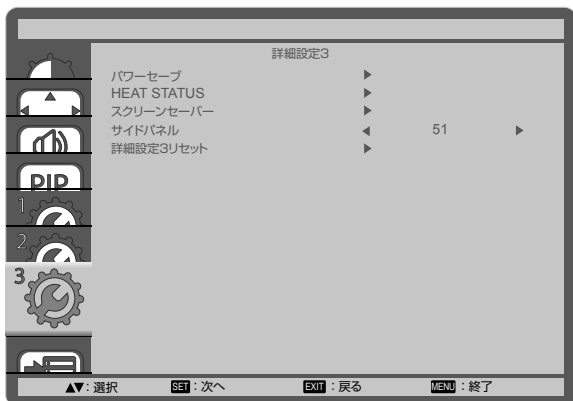 詳細設定3
パワーセーブ
HEAT STATUS
スクリーンセーバー
サイドパネル 51
詳細設定3リセット
PIP
1
2
3
▲▼：選択 SET：次へ EXIT：戻る MENU：終了